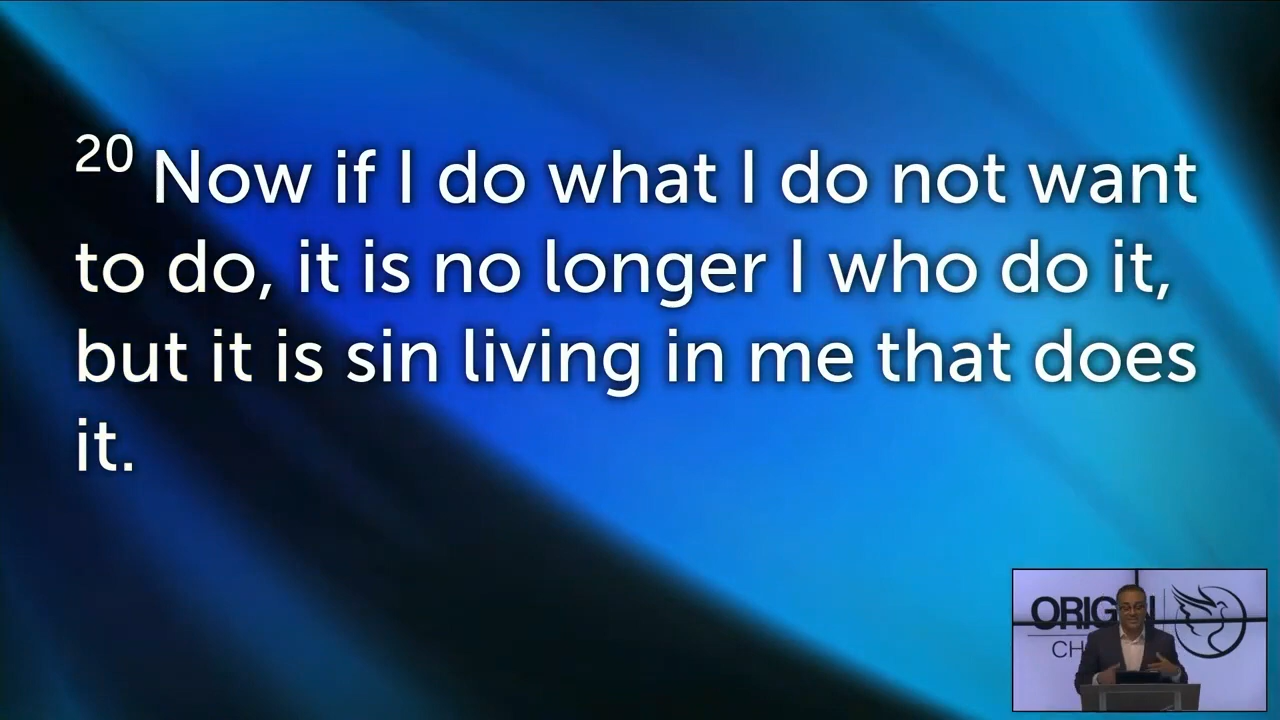 20 Now if I do what I do not want
to do, it is no longer I who do it,
but it is sin living in me that does
it.